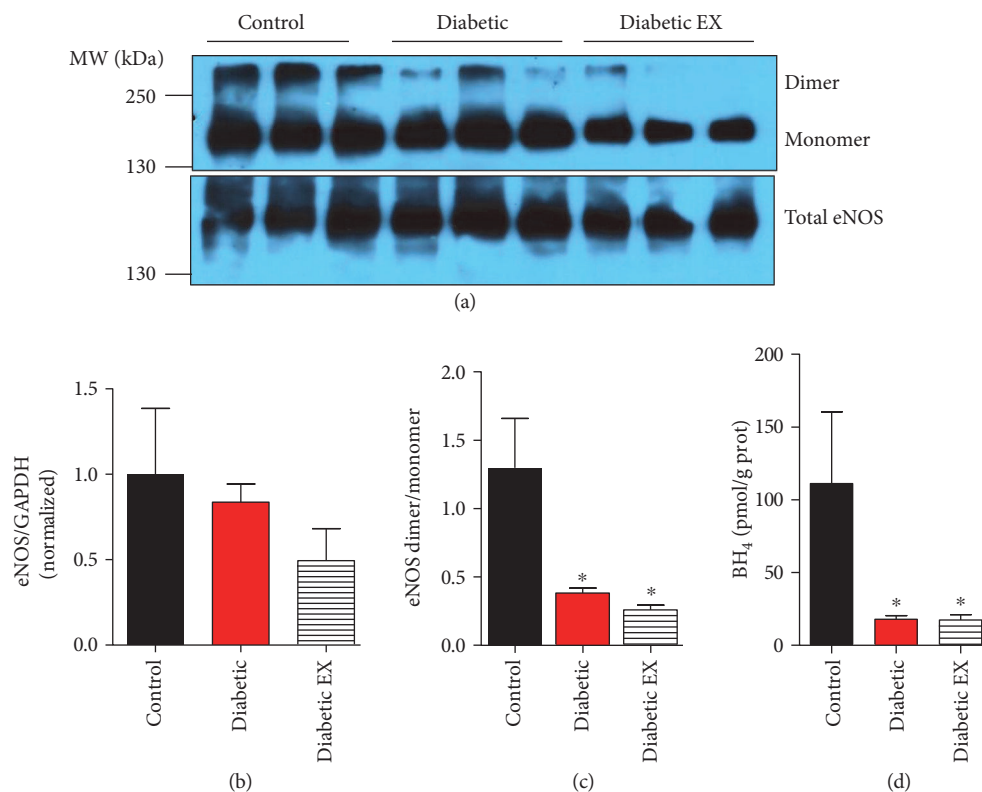 Control Diabetic Diabetic EX
MW (kDa)
Dimer
250
Monomer
130
Total eNOS
130
(a)
eNOS/GAPDH
(normalized)
1.5
1.0
0.5
0.0
Control
Diabetic
Diabetic EX
(b)
eNOS dimer/monomer
2.0
1.5
1.0
0.5
0.0
*
*
Control
Diabetic
Diabetic EX
(c)
BH₄ (pmol/g prot)
200
150
100
50
0
*
*
Control
Diabetic
Diabetic EX
(d)